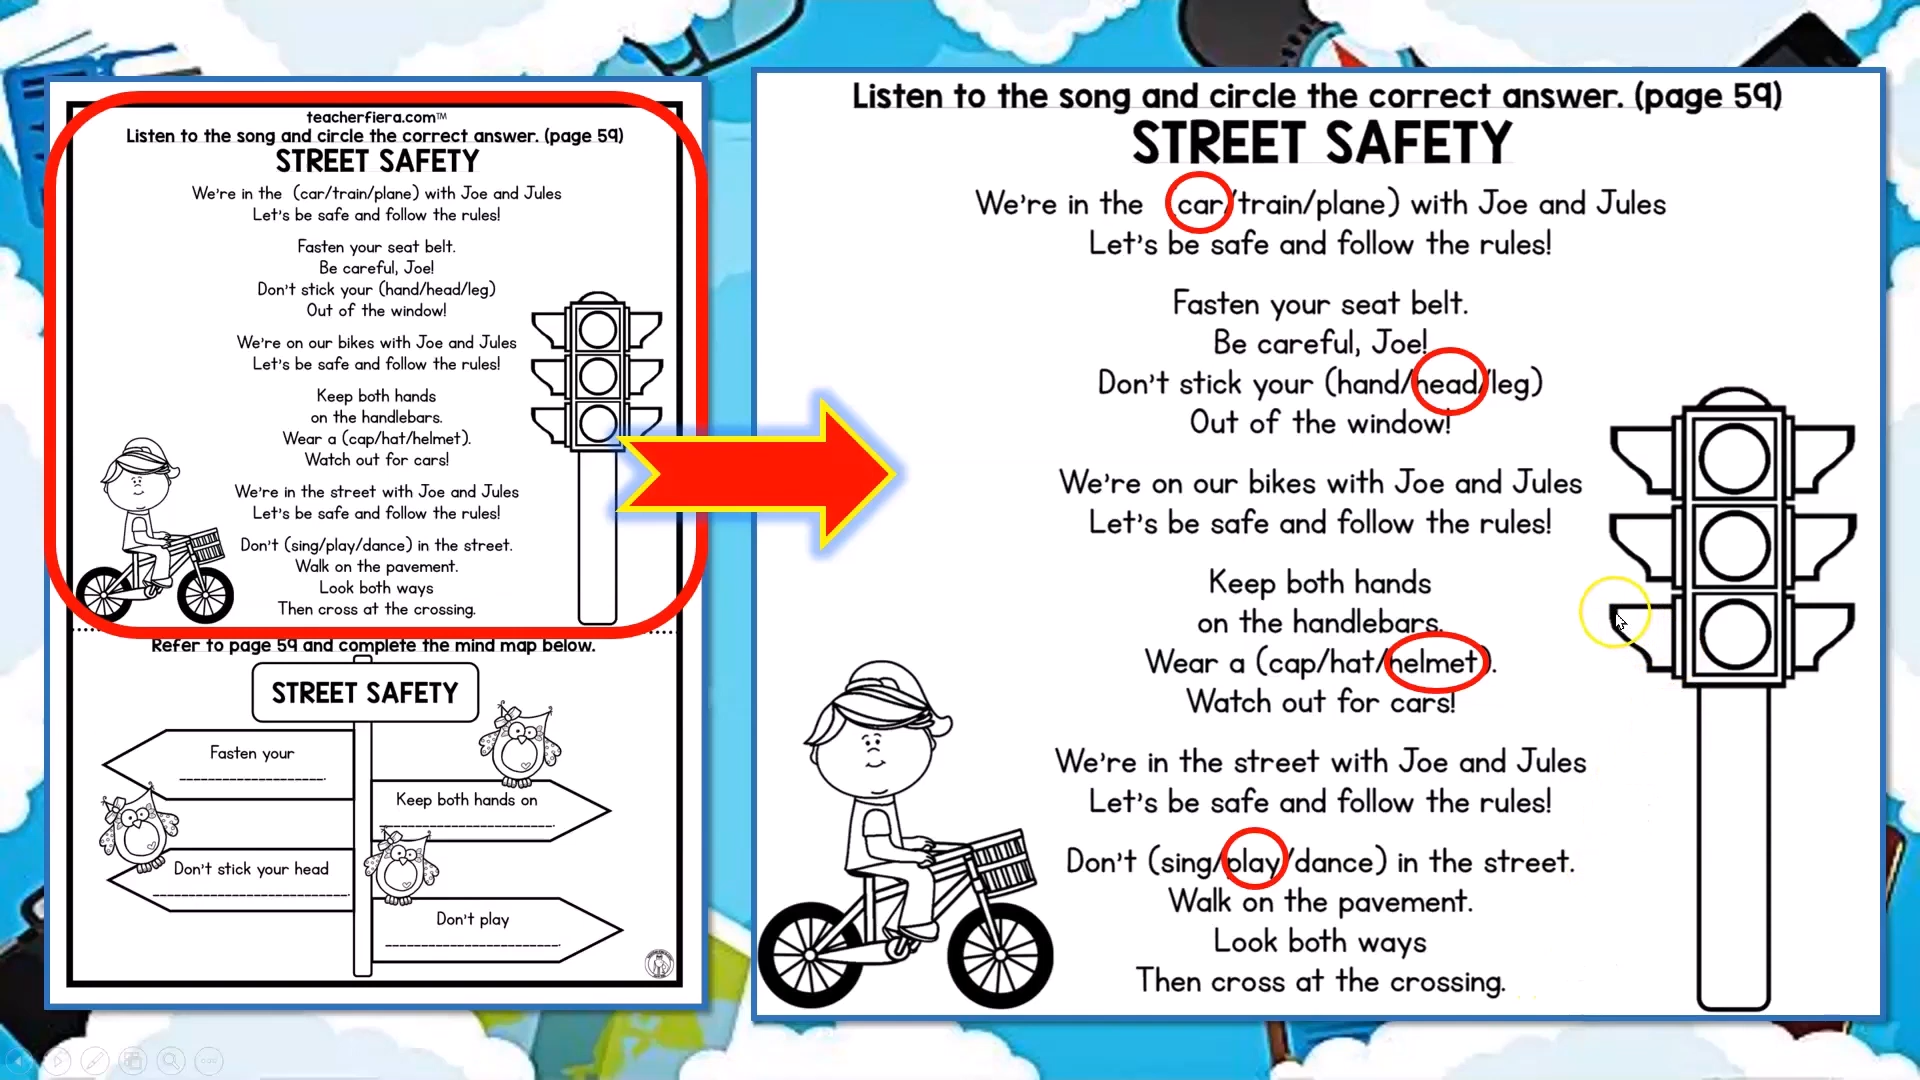 teacherfiera.com™
Listen to the song and circle the correct answer. (page 59)
STREET SAFETY
We're in the (car/train/plane) with Joe and Jules
Let's be safe and follow the rules!
Fasten your seat belt.
Be careful, Joe!
Don't stick your (hand/head/leg)
Out of the window!
We're on our bikes with Joe and Jules
Let's be safe and follow the rules!
Keep both hands
on the handlebars.
Wear a (cap/hat/helmet).
Watch out for cars!
We're in the street with Joe and Jules
Let's be safe and follow the rules!
Don't (sing/play/dance) in the street.
Walk on the pavement.
Look both ways
Then cross at the crossing.
Refer to page 59 and complete the mind map below.
STREET SAFETY
Fasten your
Keep both hands on
Don't stick your head
Don't play
Listen to the song and circle the correct answer. (page 59)
STREET SAFETY
We're in the (car/train/plane) with Joe and Jules
Let's be safe and follow the rules!
Fasten your seat belt.
Be careful, Joe!
Don't stick your (hand/head/leg)
Out of the window!
We're on our bikes with Joe and Jules
Let's be safe and follow the rules!
Keep both hands
on the handlebars.
Wear a (cap/hat/helmet).
Watch out for cars!
We're in the street with Joe and Jules
Let's be safe and follow the rules!
Don't (sing/play/dance) in the street.
Walk on the pavement.
Look both ways
Then cross at the crossing.